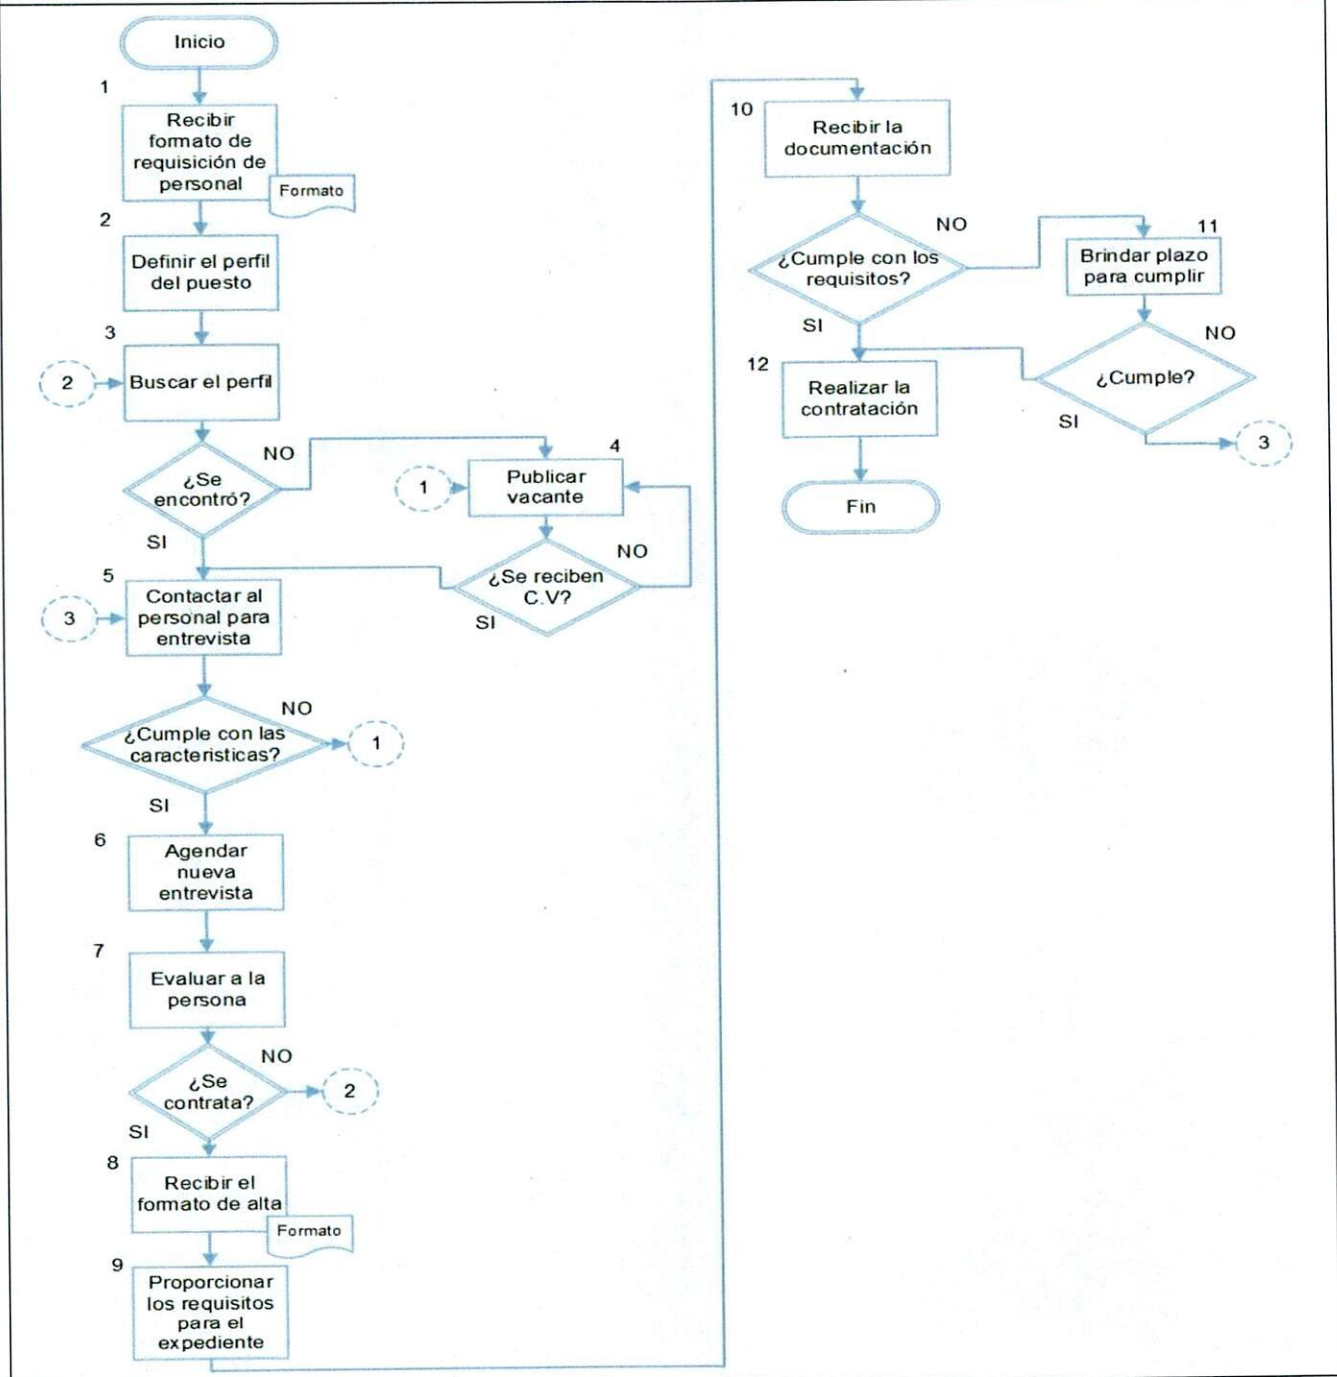 Inicio
1
Recibir
formato de
requisición de
personal
Formato
2
Definir el perfil
del puesto
3
2
Buscar el perfil
NO
¿Se
encontró?
SI
4
1
Publicar
vacante
NO
¿Se reciben
C.V?
SI
5
3
Contactar al
personal para
entrevista
NO
¿Cumple con las
caracteristicas?
1
SI
6
Agendar
nueva
entrevista
7
Evaluar a la
persona
NO
¿Se
contrata?
2
SI
8
Recibir el
formato de alta
Formato
9
Proporcionar
los requisitos
para el
expediente
10
Recibir la
documentación
NO
¿Cumple con los
requisitos?
SI
11
Brindar plazo
para cumplir
NO
¿Cumple?
SI
3
12
Realizar la
contratación
Fin